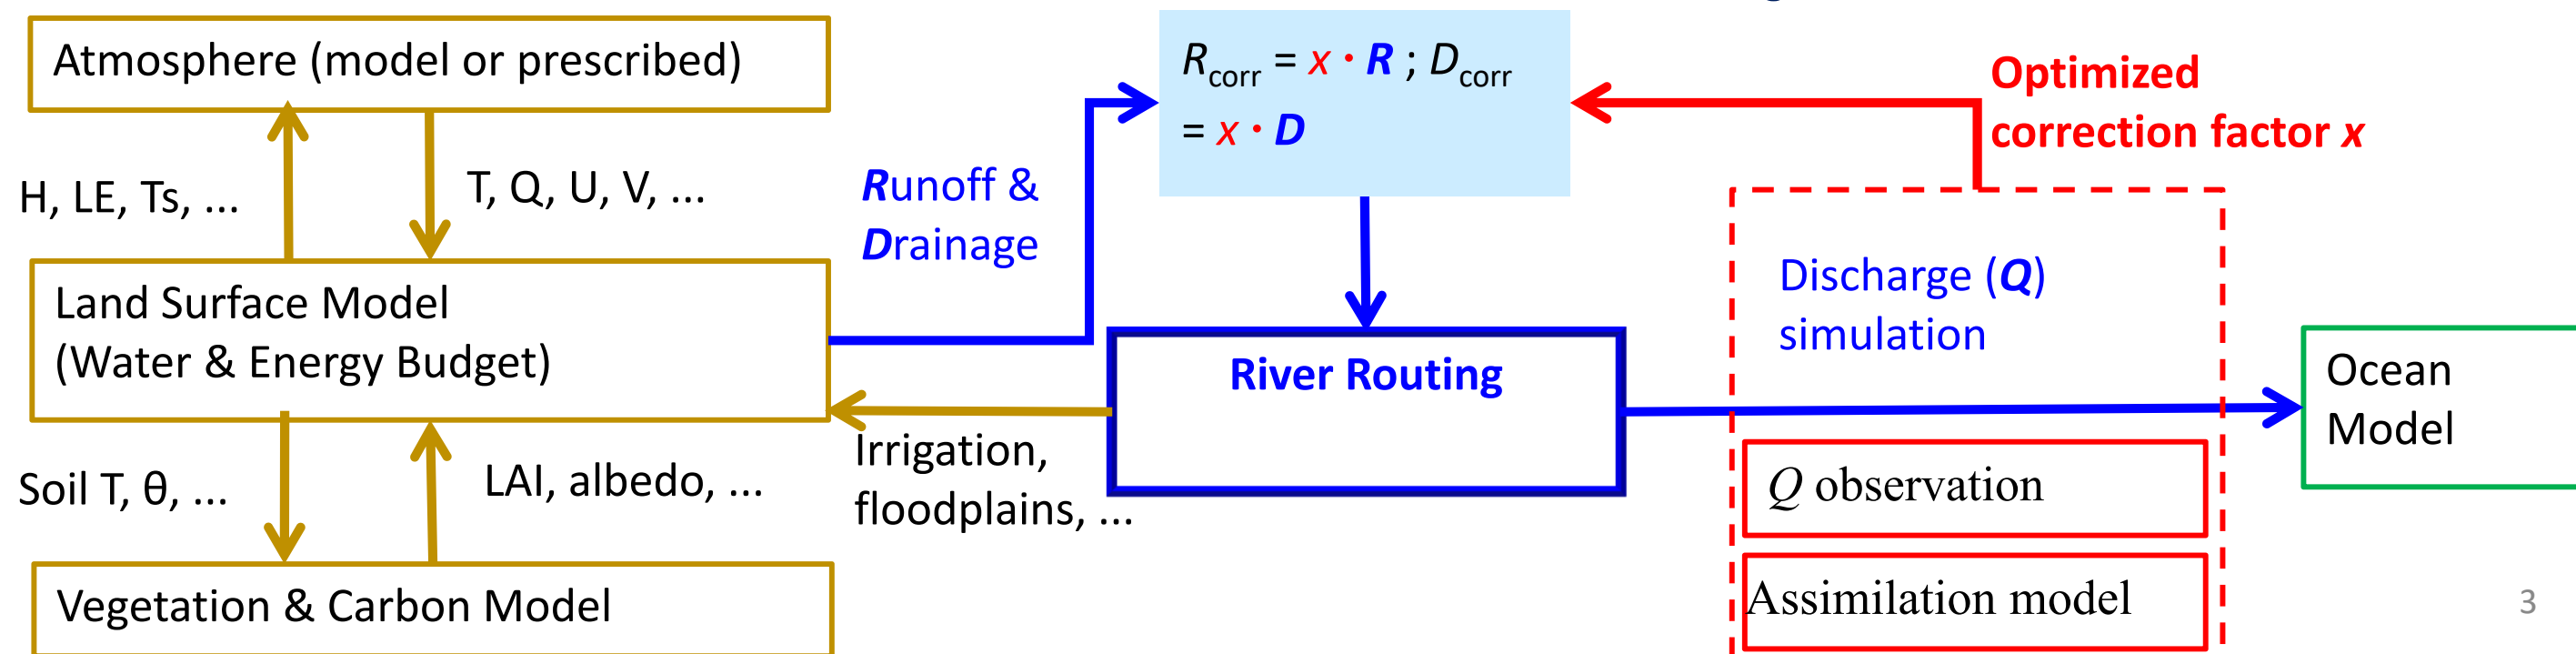 Atmosphere (model or prescribed)
H, LE, Ts, ...
T, Q, U, V, ...
Land Surface Model
(Water & Energy Budget)
Soil T, θ, ...
LAI, albedo, ...
Vegetation & Carbon Model
Runoff &
Drainage
Irrigation,
floodplains, ...
Rcorr = x · R ; Dcorr
= x · D
River Routing
Optimized
correction factor x
Discharge (Q)
simulation
Q observation
Assimilation model
Ocean
Model
3